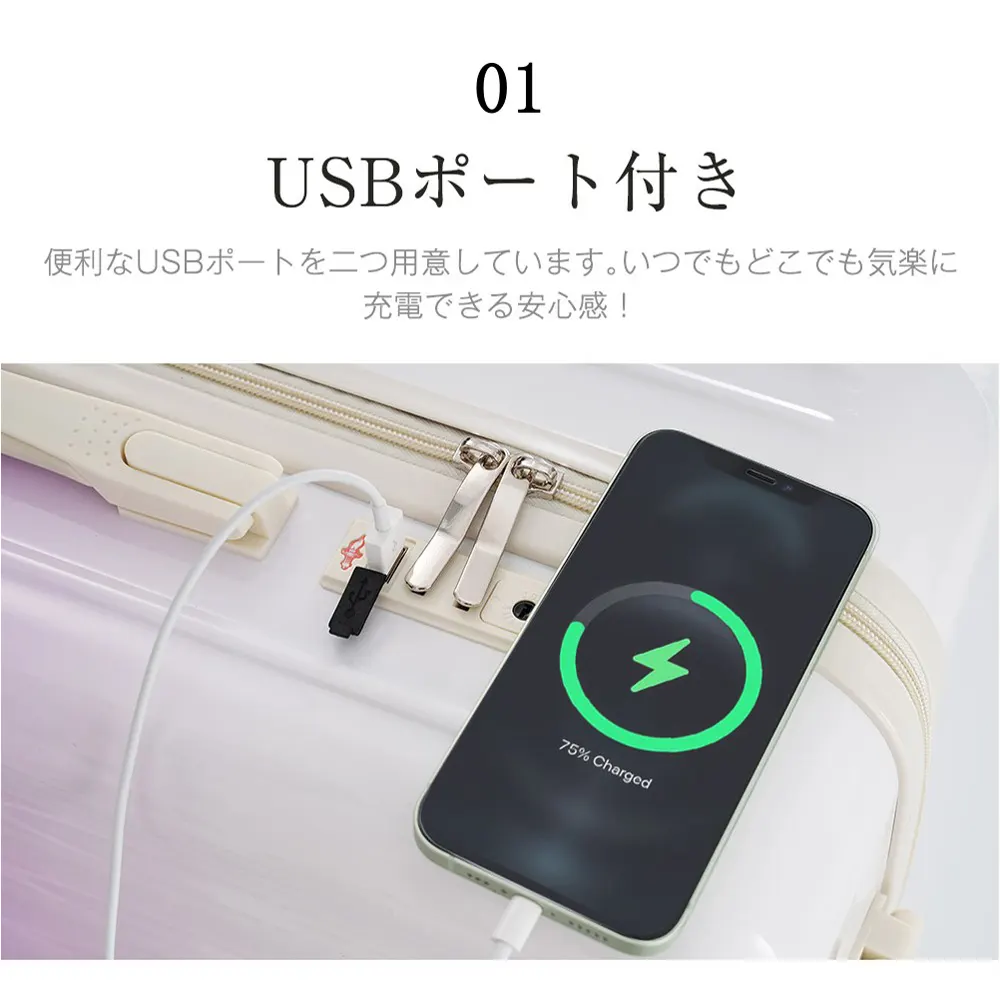 01
USBポート付き
便利なUSBポートを二つ用意しています。いつでもどこでも気楽に
充電できる安心感！
75% Charged